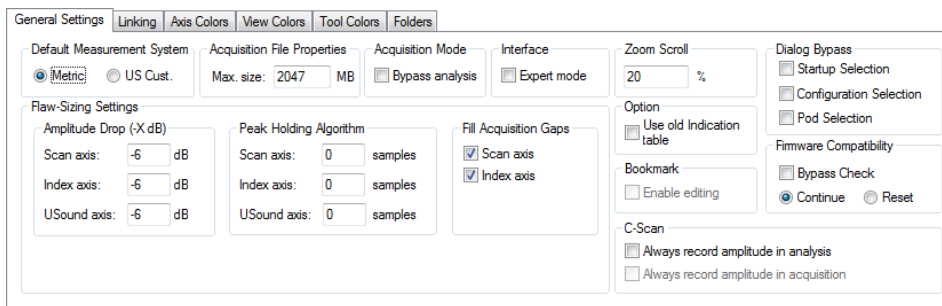 General Settings Linking Axis Colors View Colors Tool Colors Folders
Default Measurement System Acquisition File Properties Acquisition Mode Interface Zoom Scroll Dialog Bypass
Metric US Cust. Max. size: 2047 MB Bypass analysis Expert mode 20 % Startup Selection
Configuration Selection
Pod Selection
Flaw-Sizing Settings
Amplitude Drop (-X dB)
Scan axis: -6 dB
Index axis: -6 dB
USound axis: -6 dB
Peak Holding Algorithm
Scan axis: 0 samples
Index axis: 0 samples
USound axis: 0 samples
Fill Acquisition Gaps
Scan axis
Index axis
Option
Use old Indication
table
Bookmark
Enable editing
Firmware Compatibility
Bypass Check
Continue Reset
C-Scan
Always record amplitude in analysis
Always record amplitude in acquisition